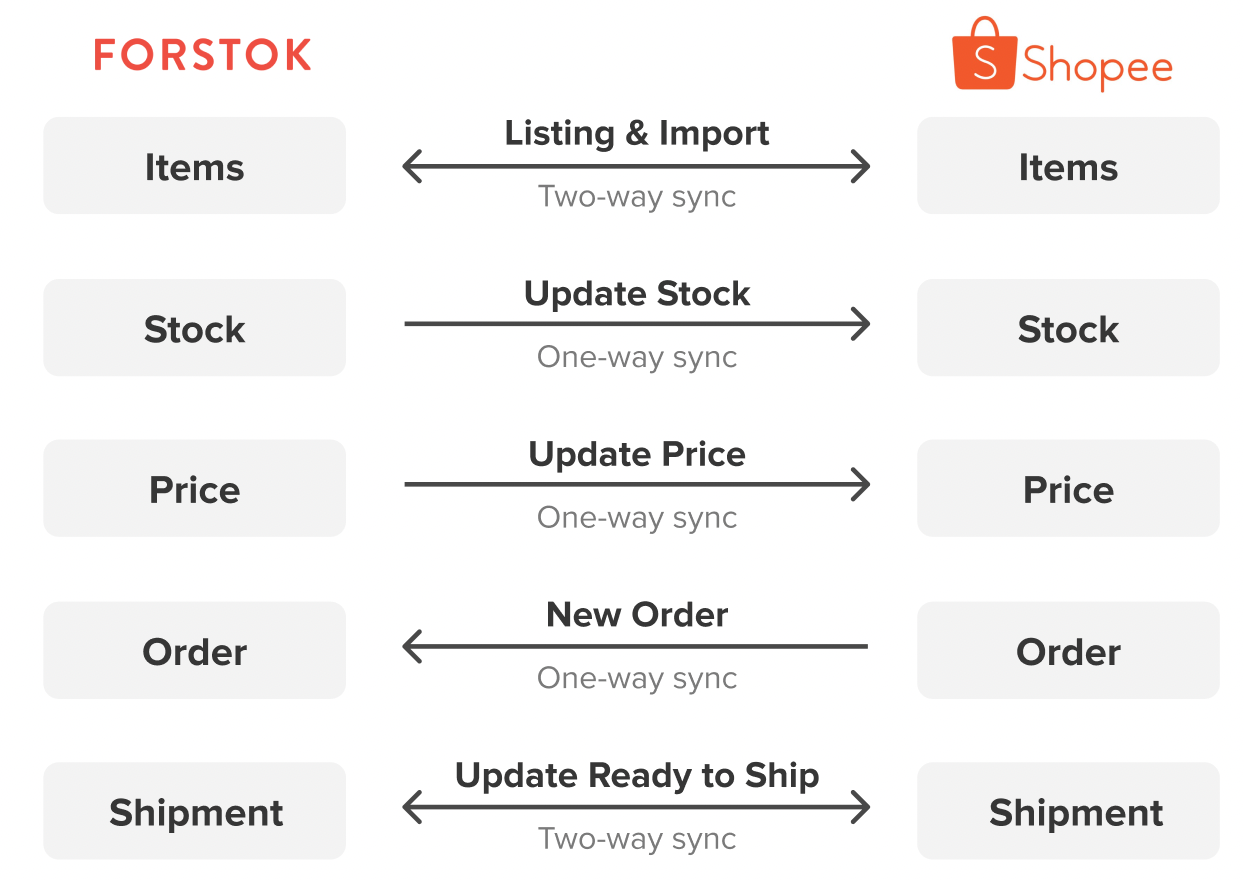 FORSTOK
S Shopee
Items
Listing & Import
Two-way sync
Items
Stock
Update Stock
One-way sync
Stock
Price
Update Price
One-way sync
Price
Order
New Order
One-way sync
Order
Shipment
Update Ready to Ship
Two-way sync
Shipment